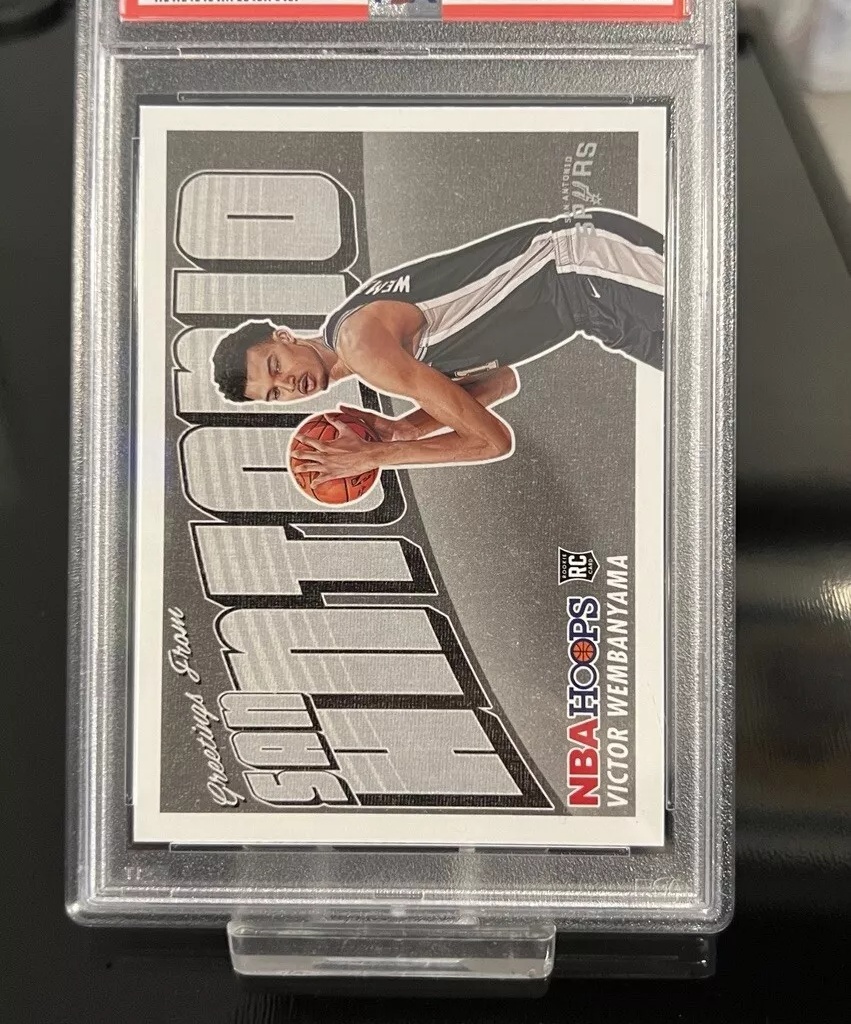 Greetings From
SAN
ANTONIO
WEM
SAN ANTONIO
SPURS
ROOKIE
RC
CARD
NBA HOOPS
VICTOR WEMBANYAMA